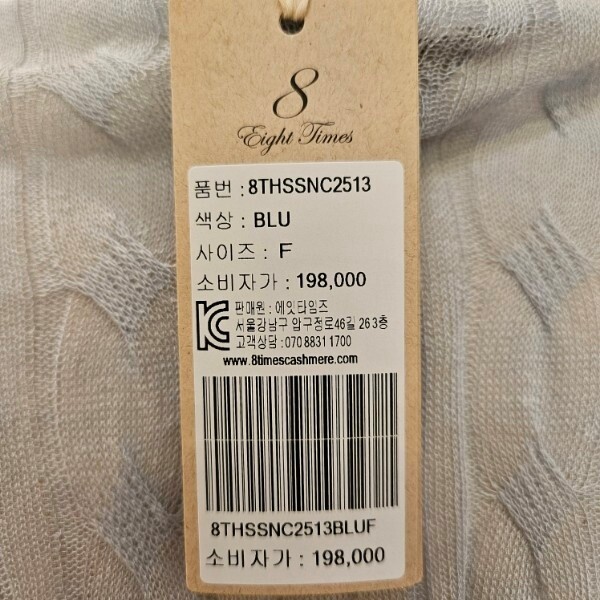 8
Eight Times
품번 : 8THSSNC2513
색상 : BLU
사이즈 : F
소비자가 : 198,000
판매원 : 에잇타임즈
서울강남구 압구정로46길 26 3층
고객상담 : 070 8831 1700
www.8timescashmere.com
8THSSNC2513BLUF
소비자가 : 198,000